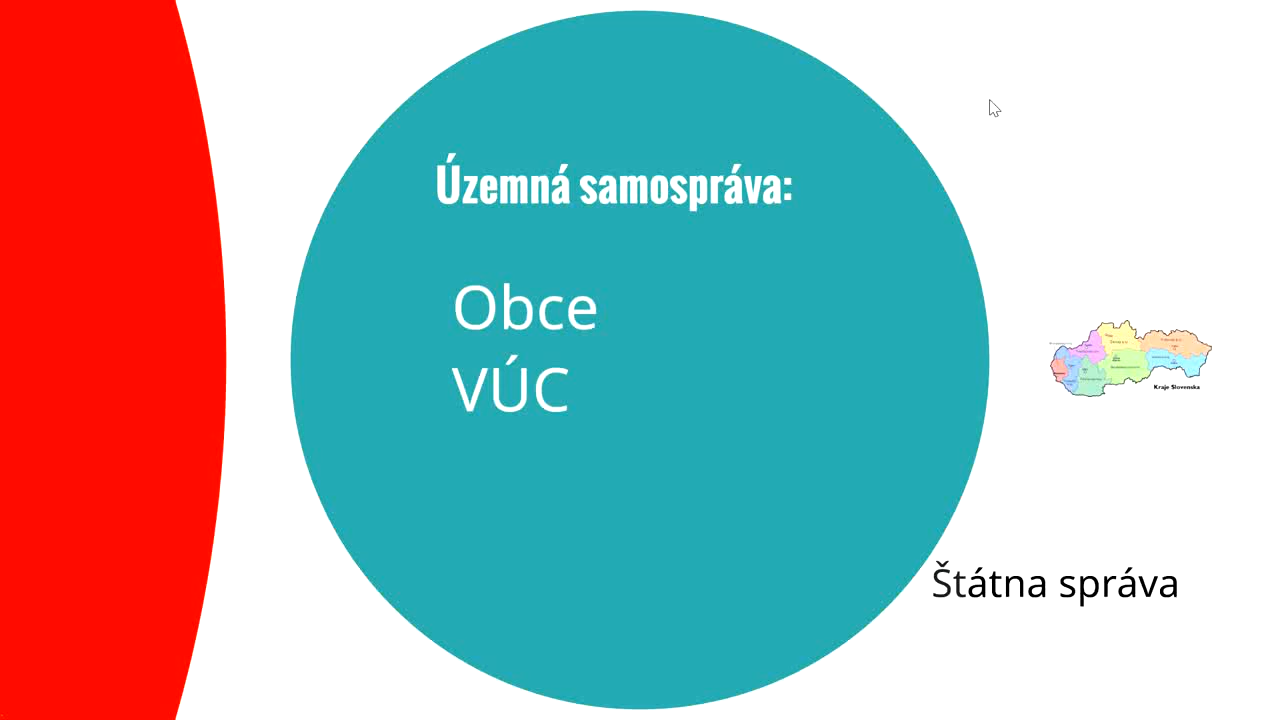 Územná samospráva:
Obce
VÚC
Kraje Slovenska
Štátna správa